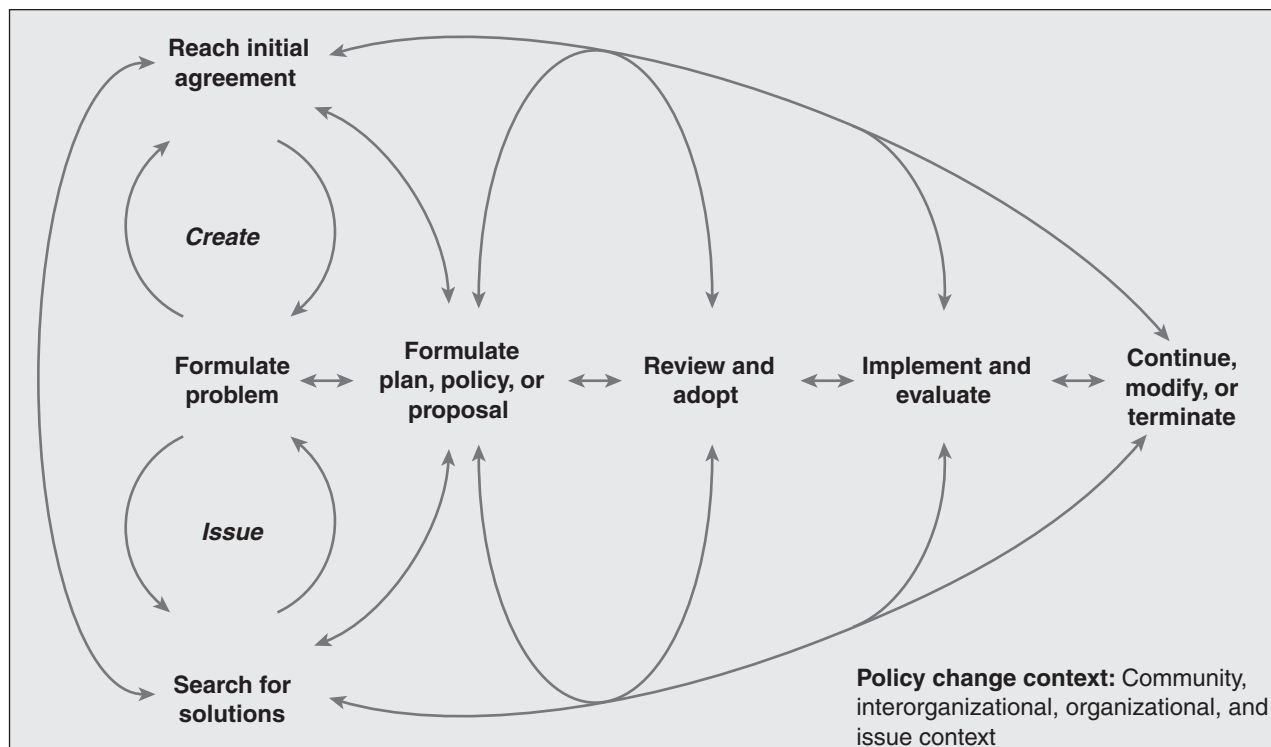 Reach initial
agreement
Create
Formulate
problem
Formulate
plan, policy, or
proposal
Review and
adopt
Implement and
evaluate
Continue,
modify, or
terminate
Issue
Search for
solutions
Policy change context: Community,
interorganizational, organizational, and
issue context